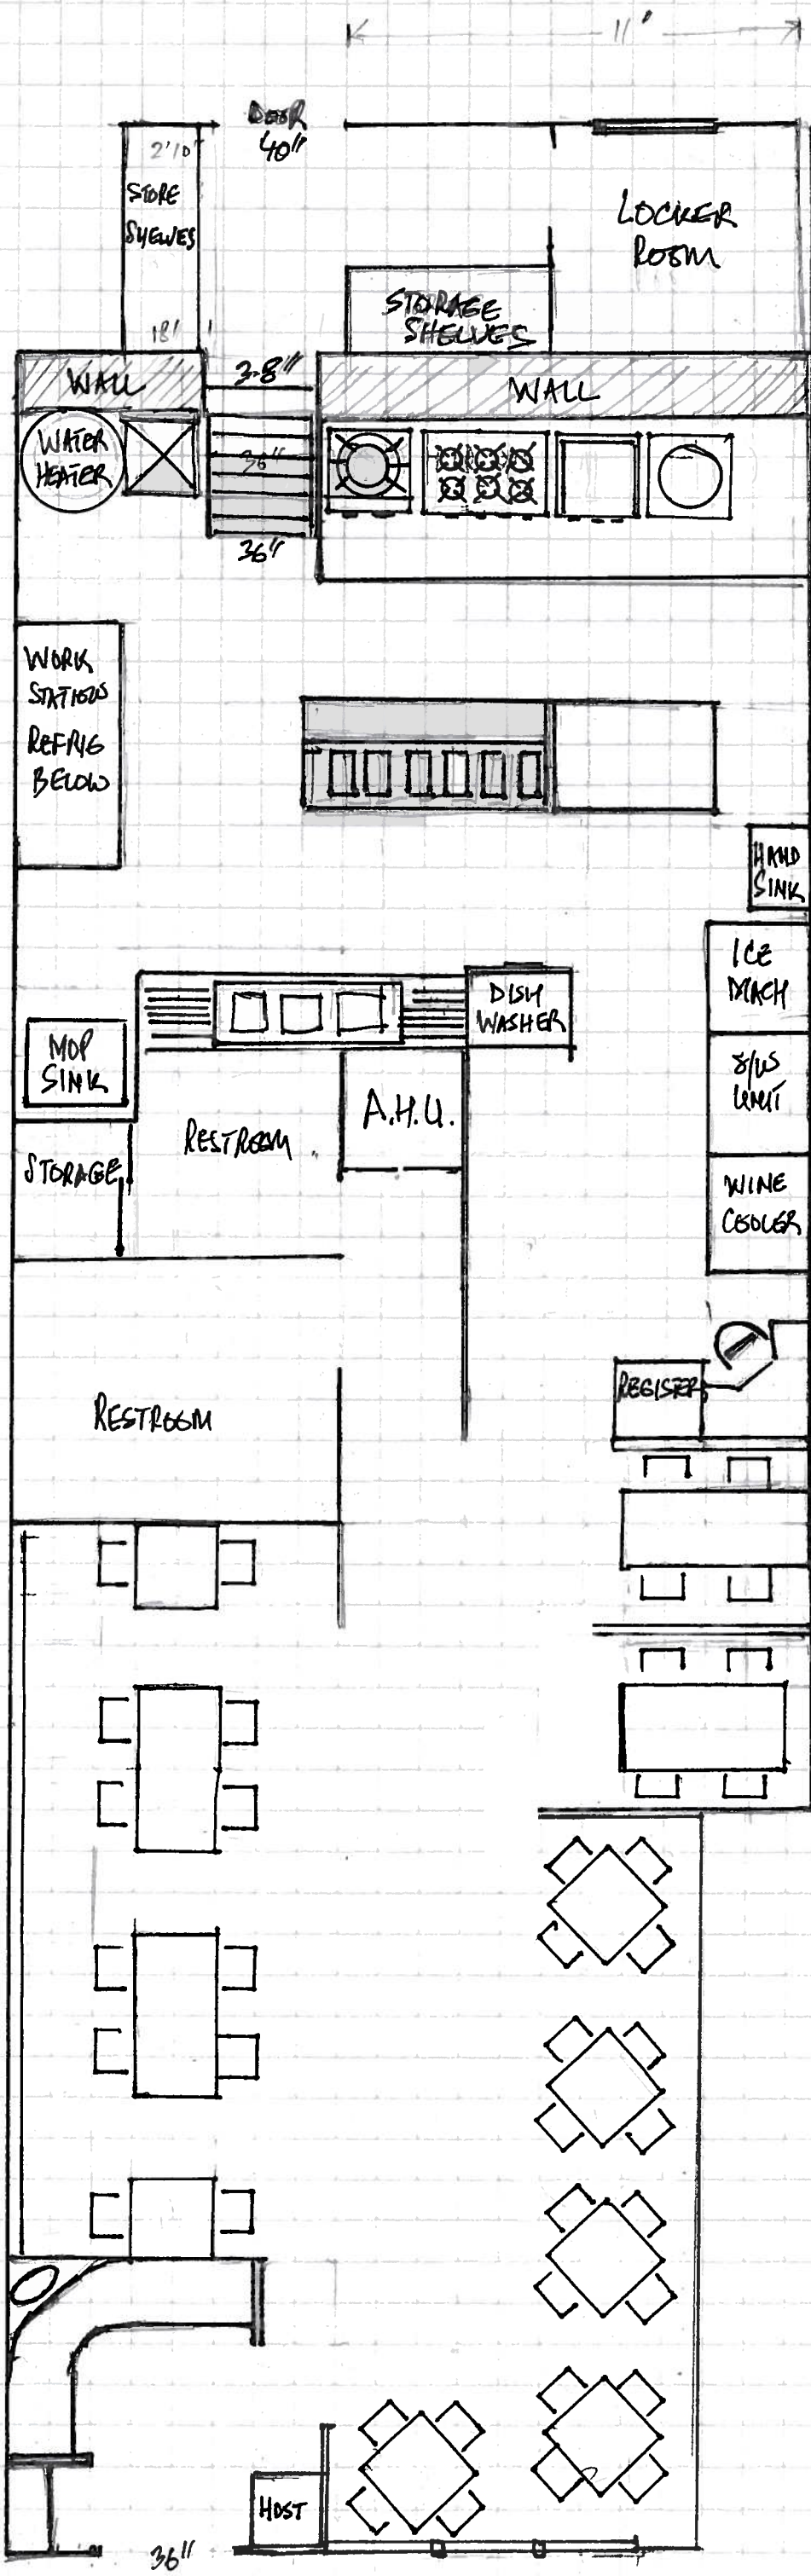 11'
DOOR
40"
2'10"
STORE
SHELVES
LOCKER
ROOM
STORAGE
SHELVES
18'
WALL
3-8"
WALL
WATER
HEATER
36"
36"
WORK
STATION
REFRIG
BELOW
HAND
SINK
ICE
MACH
DISH
WASHER
MOP
SINK
S/W
UNIT
A.H.U.
RESTROOM
STORAGE
WINE
COOLER
REGISTER
RESTROOM
HOST
36"